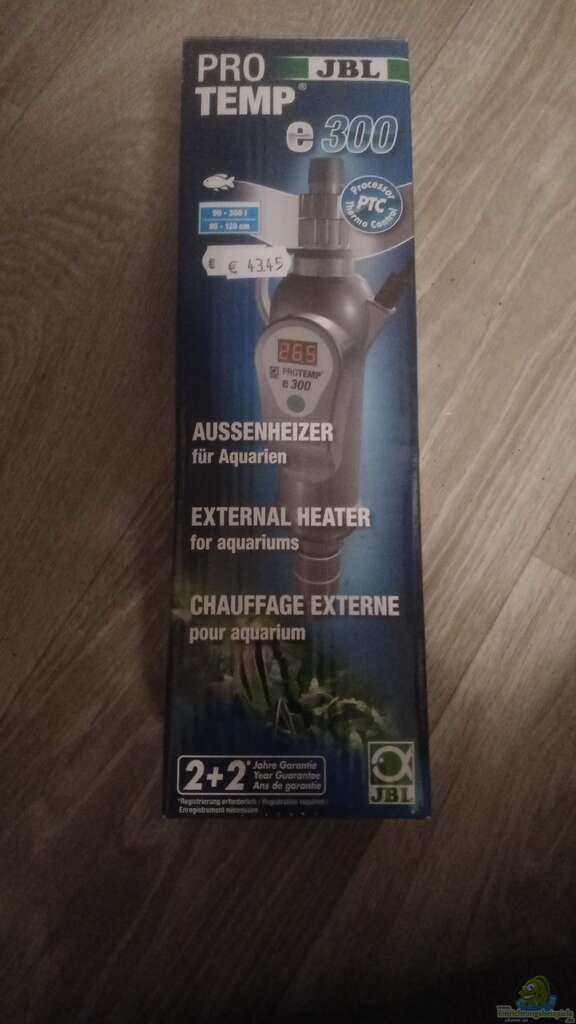 PRO
JBL
TEMP®
e 300
Processor
PTC
Thermo Control
90 - 300 l
80 - 120 cm
€ € 43.45
26.5
PROTEMP®
e 300
AUSSENHEIZER
für Aquarien
EXTERNAL HEATER
for aquariums
CHAUFFAGE EXTERNE
pour aquarium
2+2*
Jahre Garantie
Year Guarantee
Ans de garantie
*Registrierung erforderlich / Registration required /
Enregistrement nécessaire
JBL
Einrichtungsbeispiele